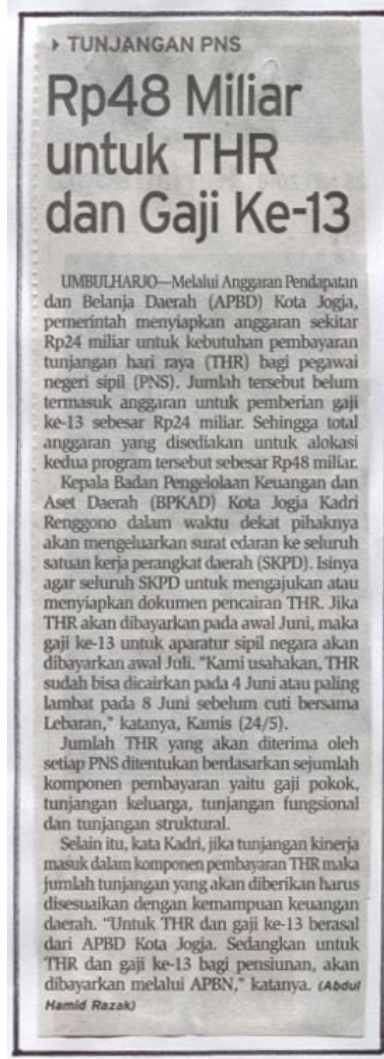 › TUNJANGAN PNS
Rp48 Miliar
untuk THR
dan Gaji Ke-13
UMBULHARJO—Melalui Anggaran Pendapatan
dan Belanja Daerah (APBD) Kota Jogja,
pemerintah menyiapkan anggaran sekitar
Rp24 miliar untuk kebutuhan pembayaran
tunjangan hari raya (THR) bagi pegawai
negeri sipil (PNS). Jumlah tersebut belum
termasuk anggaran untuk pemberian gaji
ke-13 sebesar Rp24 miliar. Sehingga total
anggaran yang disediakan untuk alokasi
kedua program tersebut sebesar Rp48 miliar.
Kepala Badan Pengelolaan Keuangan dan
Aset Daerah (BPKAD) Kota Jogja Kadri
Renggono dalam waktu dekat pihaknya
akan mengeluarkan surat edaran ke seluruh
satuan kerja perangkat daerah (SKPD). Isinya
agar seluruh SKPD untuk mengajukan atau
menyiapkan dokumen pencairan THR. Jika
THR akan dibayarkan pada awal Juni, maka
gaji ke-13 untuk aparatur sipil negara akan
dibayarkan awal Juli. "Kami usahakan, THR
sudah bisa dicairkan pada 4 Juni atau paling
lambat pada 8 Juni sebelum cuti bersama
Lebaran," katanya, Kamis (24/5).
Jumlah THR yang akan diterima oleh
setiap PNS ditentukan berdasarkan sejumlah
komponen pembayaran yaitu gaji pokok,
tunjangan keluarga, tunjangan fungsional
dan tunjangan struktural.
Selain itu, kata Kadri, jika tunjangan kinerja
masuk dalam komponen pembayaran THR maka
jumlah tunjangan yang akan diberikan harus
disesuaikan dengan kemampuan keuangan
daerah. "Untuk THR dan gaji ke-13 berasal
dari APBD Kota Jogja. Sedangkan untuk
THR dan gaji ke-13 bagi pensiunan, akan
dibayarkan melalui APBN," katanya. (Abdul
Hamid Razak)